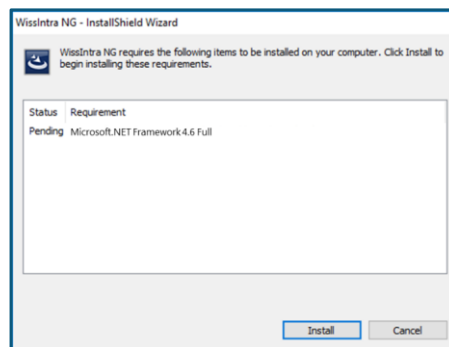 WissIntra NG - InstallShield Wizard
WissIntra NG requires the following items to be installed on your computer. Click Install to
begin installing these requirements.
Status Requirement
Pending Microsoft.NET Framework 4.6 Full
Install Cancel